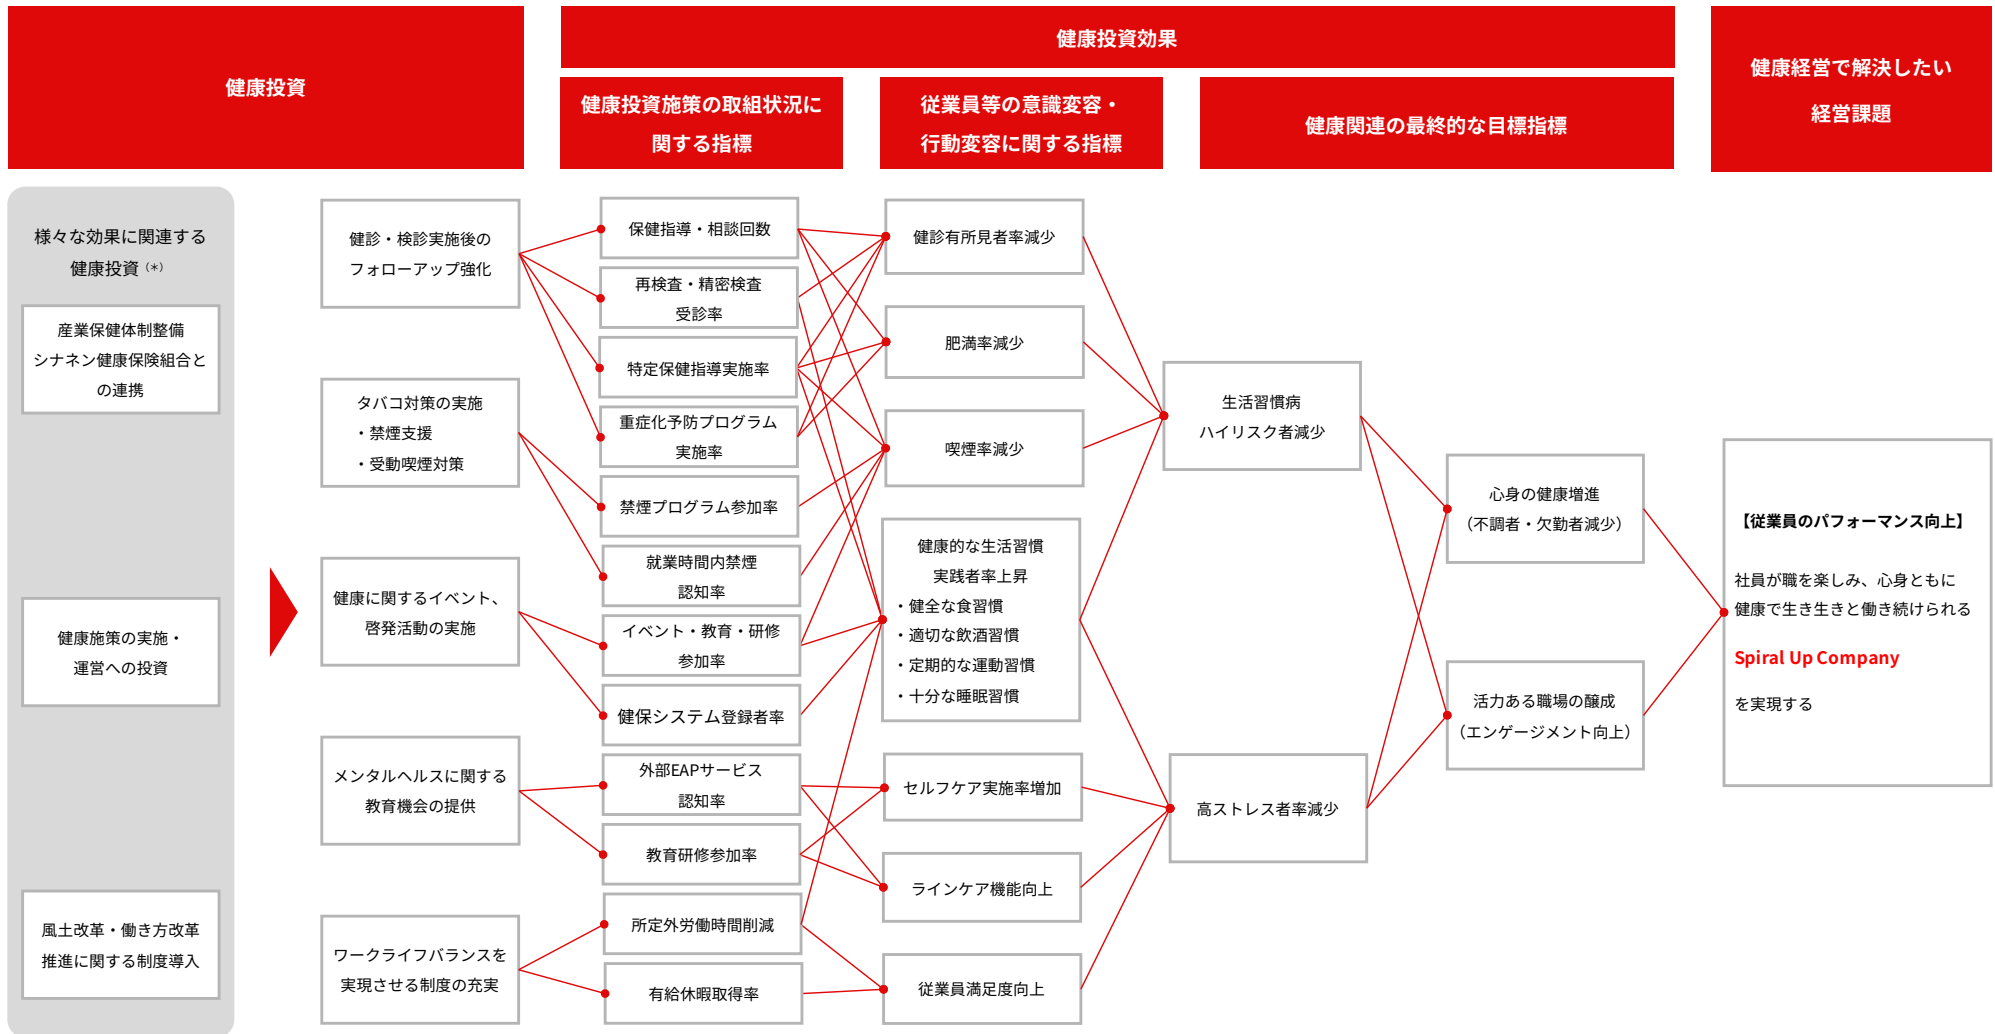 健康投資
健康投資効果
健康投資施策の取組状況に
関する指標
従業員等の意識変容・
行動変容に関する指標
健康関連の最終的な目標指標
健康経営で解決したい
経営課題
様々な効果に関連する
健康投資（＊）
産業保健体制整備
シナネン健康保険組合と
の連携
健康施策の実施・
運営への投資
風土改革・働き方改革
推進に関する制度導入
健診・検診実施後の
フォローアップ強化
タバコ対策の実施
・禁煙支援
・受動喫煙対策
健康に関するイベント、
啓発活動の実施
メンタルヘルスに関する
教育機会の提供
ワークライフバランスを
実現させる制度の充実
保健指導・相談回数
再検査・精密検査
受診率
特定保健指導実施率
重症化予防プログラム
実施率
禁煙プログラム参加率
就業時間内禁煙
認知率
イベント・教育・研修
参加率
健保システム登録者率
外部EAPサービス
認知率
教育研修参加率
所定外労働時間削減
有給休暇取得率
健診有所見者率減少
肥満率減少
喫煙率減少
健康的な生活習慣
実践者率上昇
・健全な食習慣
・適切な飲酒習慣
・定期的な運動習慣
・十分な睡眠習慣
セルフケア実施率増加
ラインケア機能向上
従業員満足度向上
生活習慣病
ハイリスク者減少
高ストレス者率減少
心身の健康増進
（不調者・欠勤者減少）
活力ある職場の醸成
（エンゲージメント向上）
【従業員のパフォーマンス向上】
社員が職を楽しみ、心身ともに
健康で生き生きと働き続けられる
Spiral Up Company
を実現する